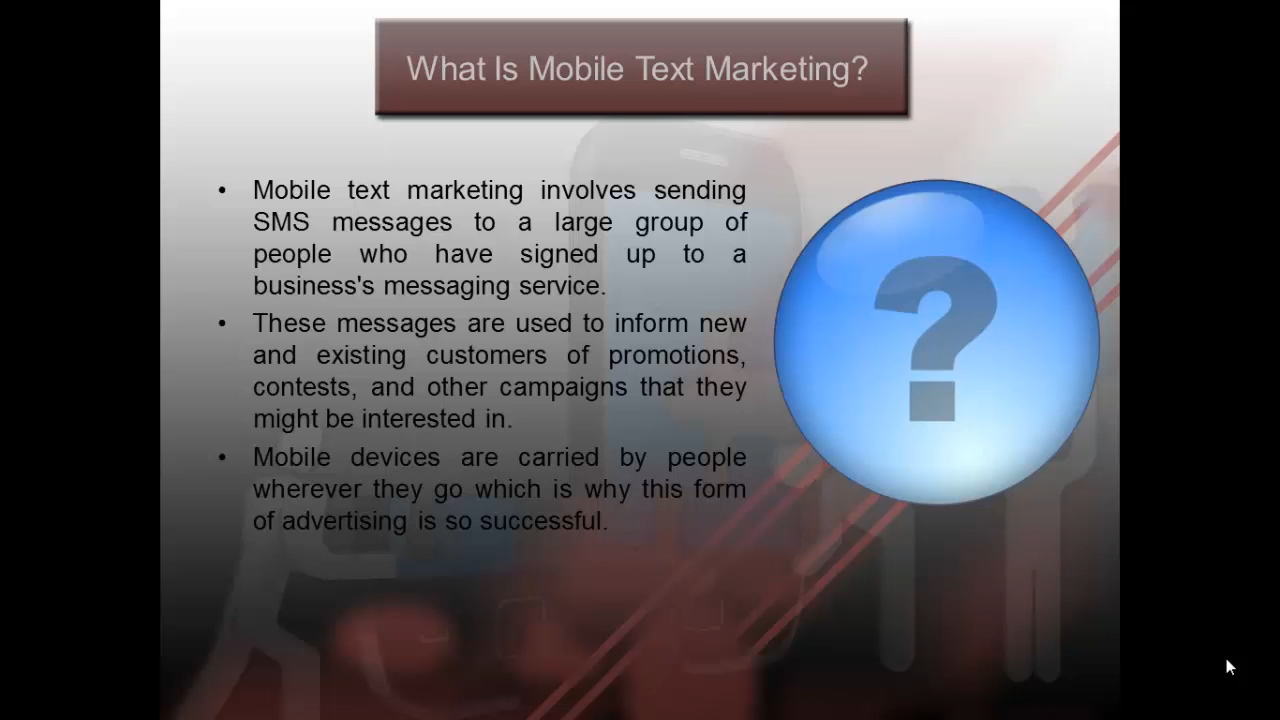 What Is Mobile Text Marketing?
• Mobile text marketing involves sending
SMS messages to a large group of
people who have signed up to a
business's messaging service.
• These messages are used to inform new
and existing customers of promotions,
contests, and other campaigns that they
might be interested in.
• Mobile devices are carried by people
wherever they go which is why this form
of advertising is so successful.
?